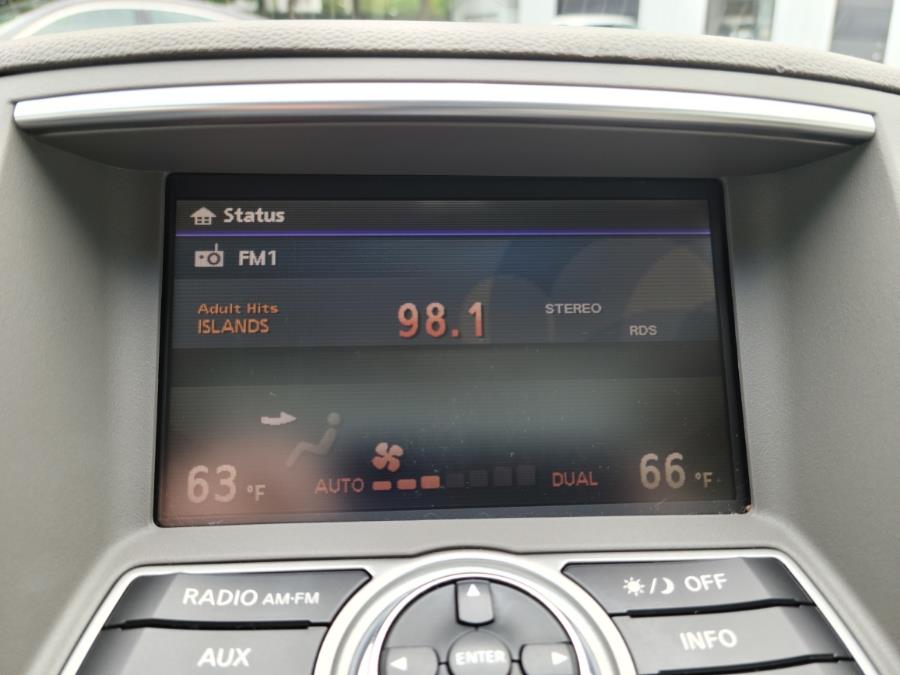 Status
FM1
Adult Hits
ISLANDS
98.1
STEREO
RDS
63 °F
AUTO
DUAL
66 °F
RADIO AM·FM
OFF
AUX
ENTER
INFO